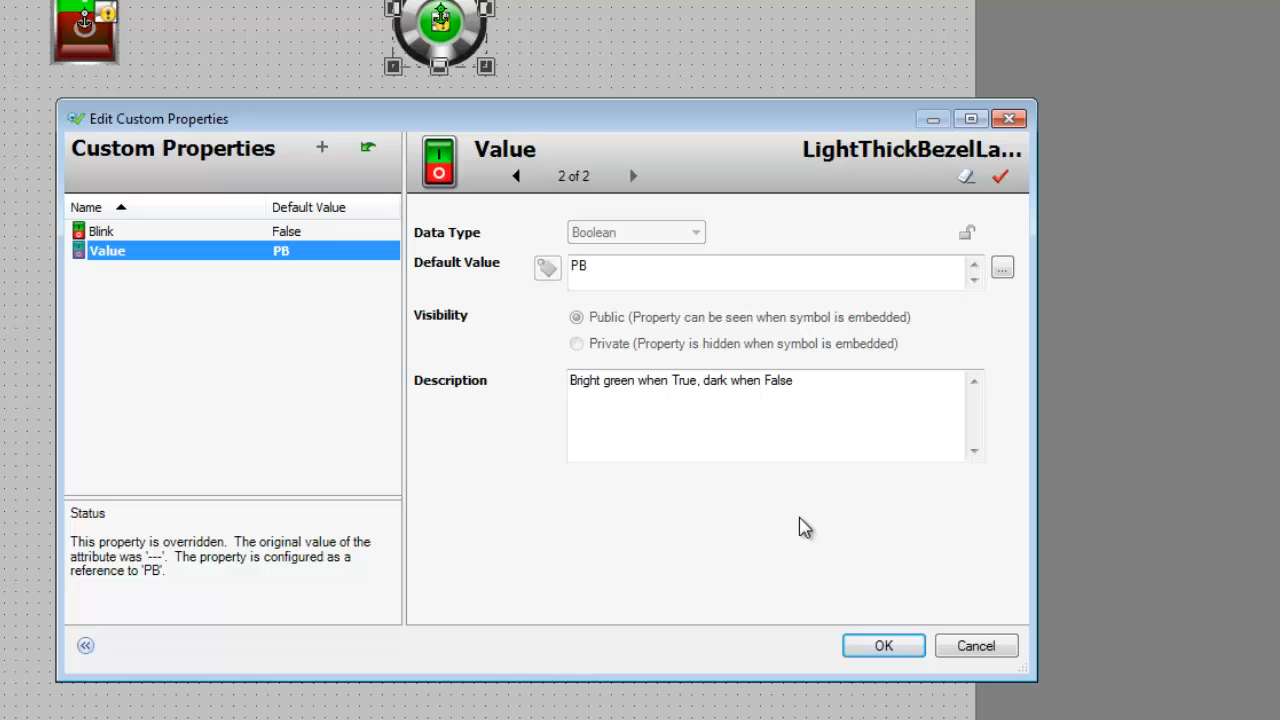 Edit Custom Properties
Custom Properties
Value
LightThickBezelLa...
2 of 2
Name
Default Value
Blink
False
Value
PB
Data Type
Boolean
Default Value
PB
...
Visibility
Public (Property can be seen when symbol is embedded)
Private (Property is hidden when symbol is embedded)
Description
Bright green when True, dark when False
Status
This property is overridden. The original value of the
attribute was '---'. The property is configured as a
reference to 'PB'.
OK
Cancel